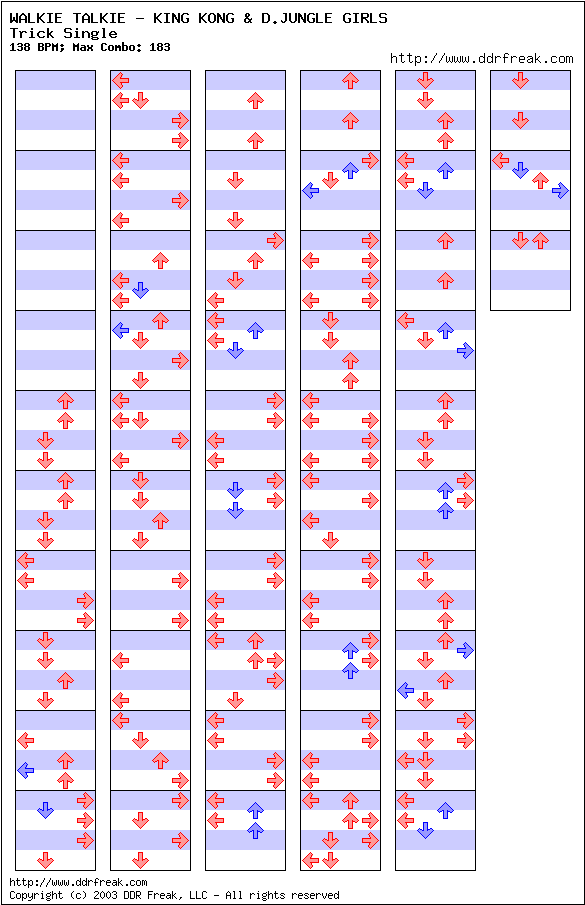 WALKIE TALKIE - KING KONG & D.JUNGLE GIRLS
Trick Single
138 BPM; Max Combo: 183
http://www.ddrfreak.com
http://www.ddrfreak.com
Copyright (c) 2003 DDR Freak, LLC - All rights reserved